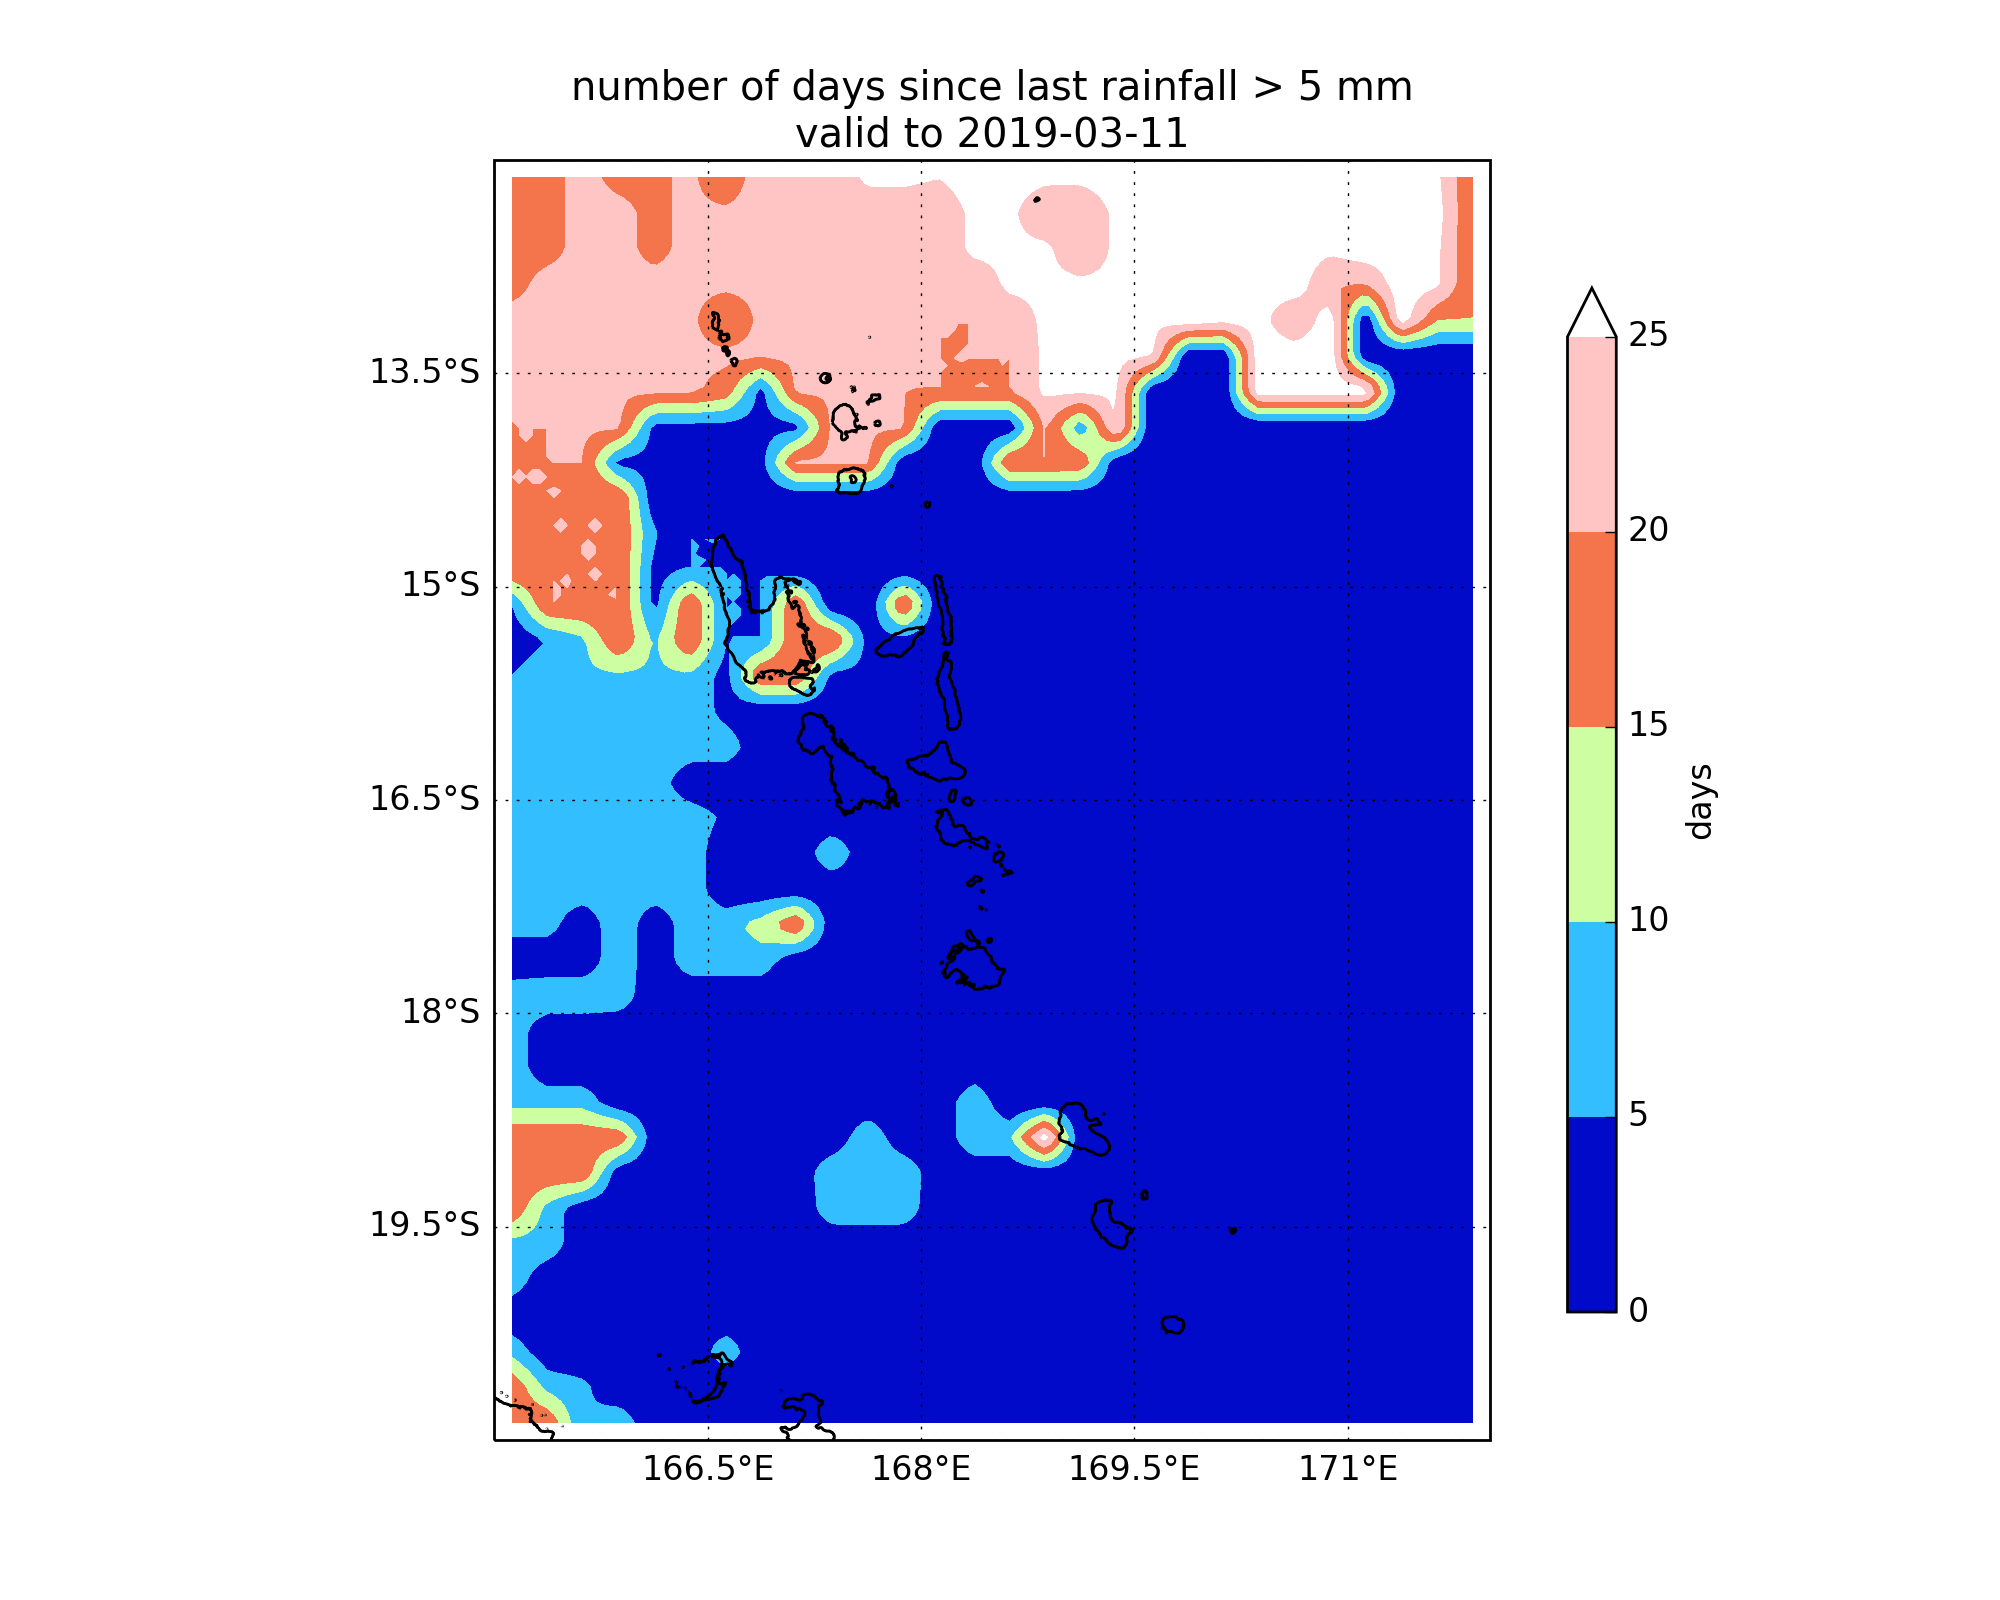 number of days since last rainfall > 5 mm
valid to 2019-03-11
13.5°S
15°S
16.5°S
18°S
19.5°S
166.5°E
168°E
169.5°E
171°E
25
20
15
10
5
0
days